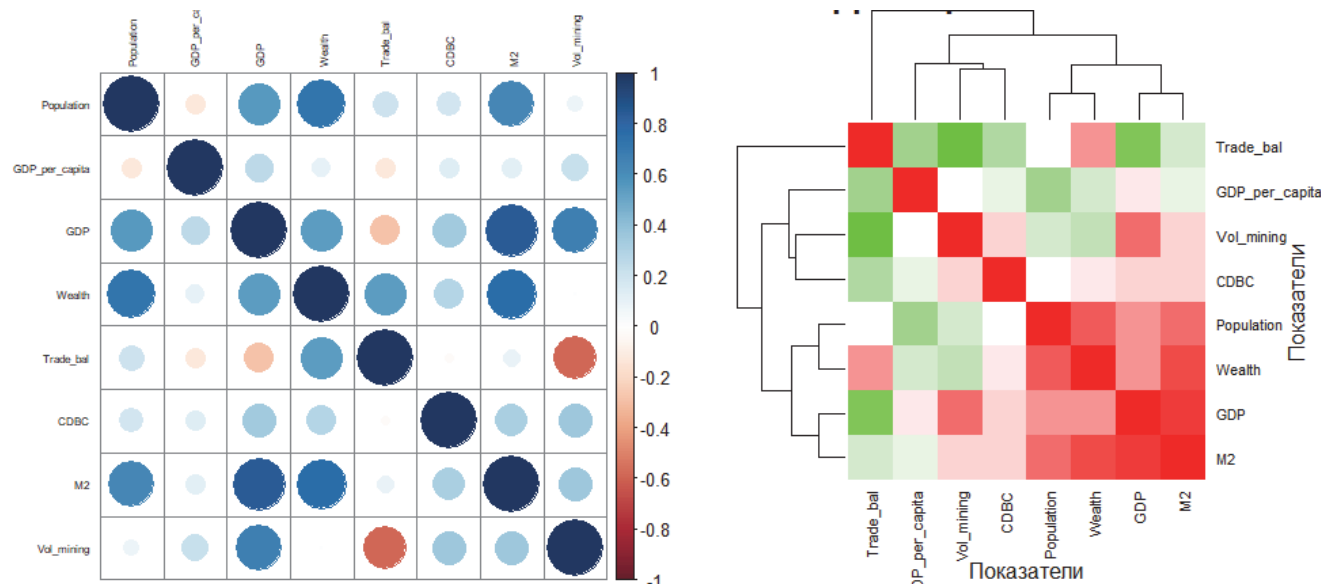 Population
GDP_per_ca
GDP
Wealth
Trade_bal
CDBC
M2
Vol_mining
Population
GDP_per_capita
GDP
Wealth
Trade_bal
CDBC
M2
Vol_mining
1
0.8
0.6
0.4
0.2
0
-0.2
-0.4
-0.6
-0.8
-1
Trade_bal
GDP_per_capita
Vol_mining
CDBC
Population
Wealth
GDP
M2
Показатели
Trade_bal
DP_per_capita
Vol_mining
CDBC
Population
Wealth
GDP
M2
Показатели